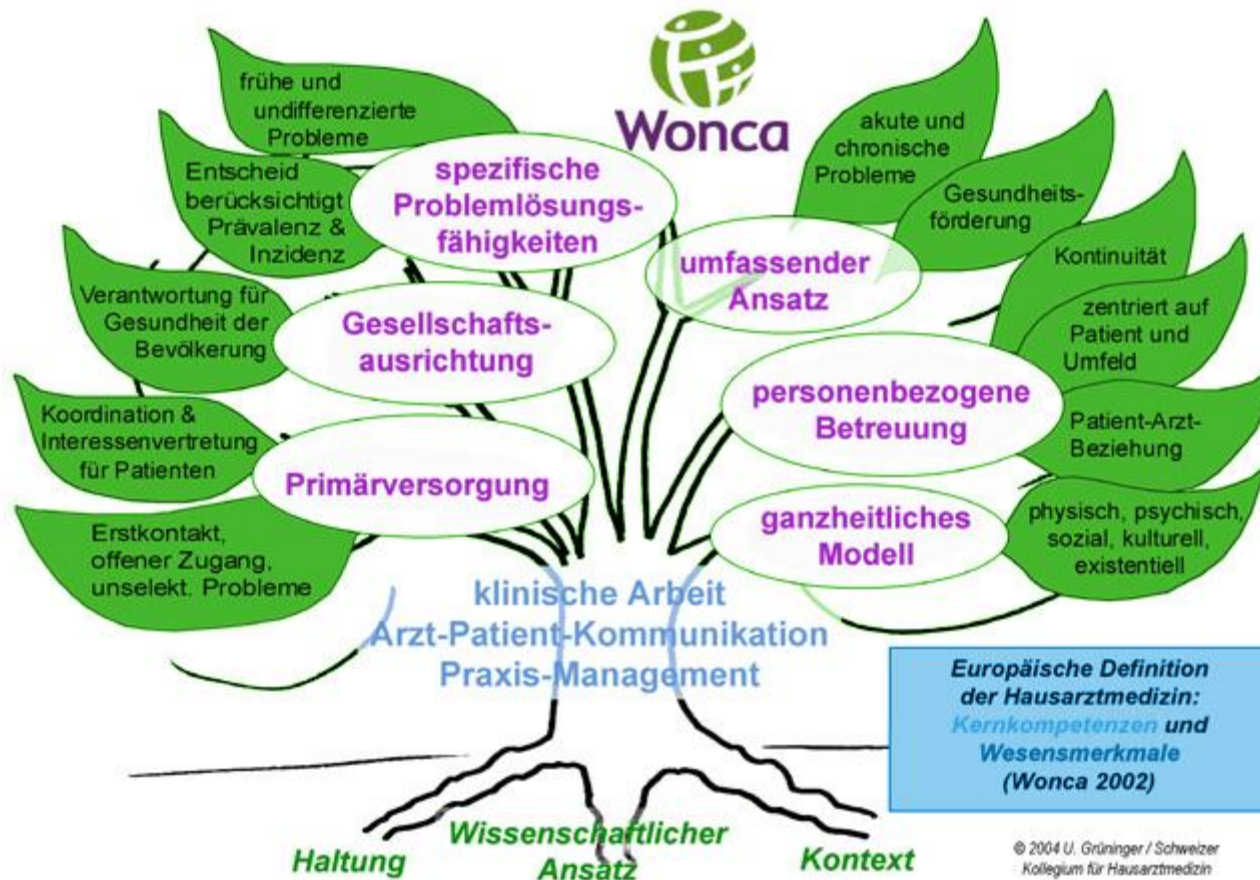 Wonca
frühe und
undifferenzierte
Probleme
Entscheid
berücksichtigt
Prävalenz &
Inzidenz
Verantwortung für
Gesundheit der
Bevölkerung
Koordination &
Interessenvertretung
für Patienten
Erstkontakt,
offener Zugang,
unselekt. Probleme
spezifische
Problemlösungs-
fähigkeiten
Gesellschafts-
ausrichtung
Primärversorgung
umfassender
Ansatz
personenbezogene
Betreuung
ganzheitliches
Modell
akute und
chronische
Probleme
Gesundheits-
förderung
Kontinuität
zentriert auf
Patient und
Umfeld
Patient-Arzt-
Beziehung
physisch, psychisch,
sozial, kulturell,
existentiell
klinische Arbeit
Arzt-Patient-Kommunikation
Praxis-Management
Haltung
Wissenschaftlicher
Ansatz
Kontext
Europäische Definition
der Hausarztmedizin:
Kernkompetenzen und
Wesensmerkmale
(Wonca 2002)
© 2004 U. Grüninger / Schweizer
Kollegium für Hausarztmedizin